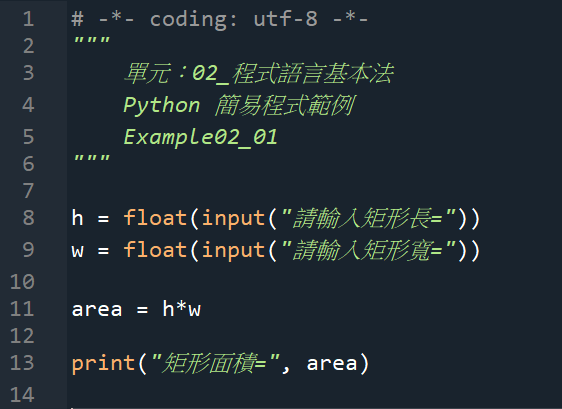 1 # -*- coding: utf-8 -*-
2 """
3 單元：02_程式語言基本法
4 Python 簡易程式範例
5 Example02_01
6 """
7
8 h = float(input("請輸入矩形長="))
9 w = float(input("請輸入矩形寬="))
10
11 area = h*w
12
13 print("矩形面積=", area)
14